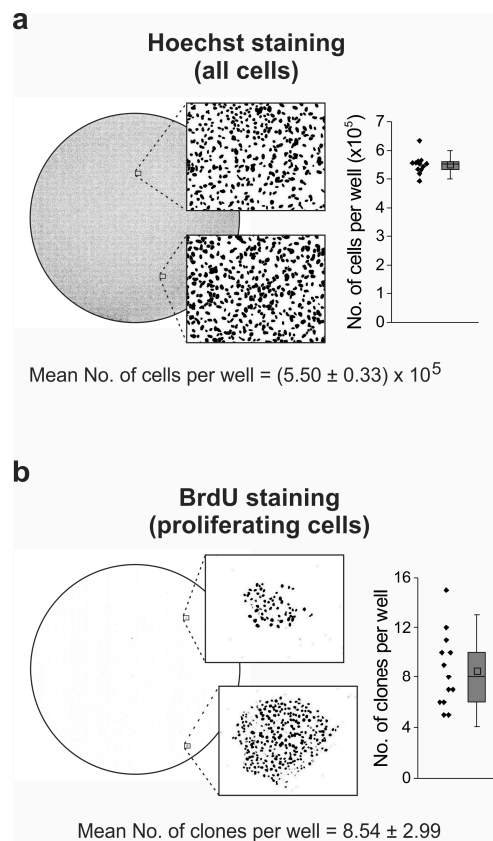 a
Hoechst staining
(all cells)
No. of cells per well (x10⁵)
7
6
5
4
3
2
1
0
Mean No. of cells per well = (5.50 ± 0.33) x 10⁵
b
BrdU staining
(proliferating cells)
No. of clones per well
16
12
8
4
0
Mean No. of clones per well = 8.54 ± 2.99